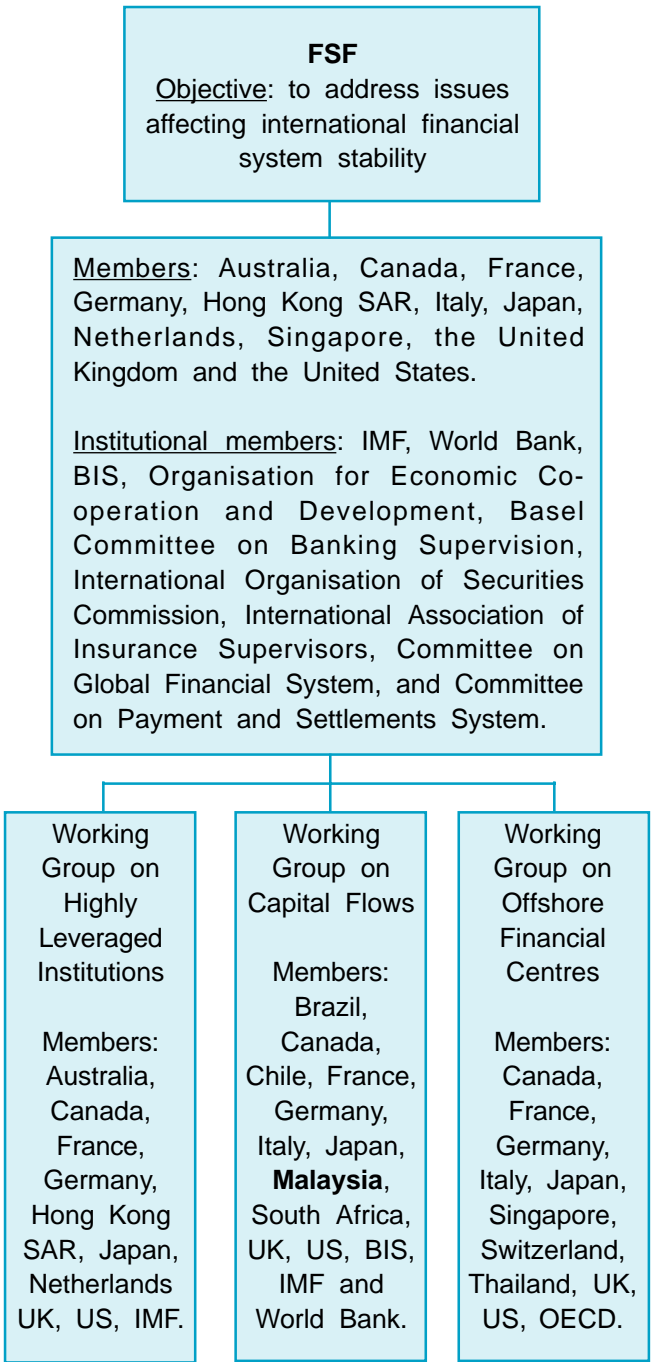 FSF
Objective: to address issues
affecting international financial
system stability
Members: Australia, Canada, France,
Germany, Hong Kong SAR, Italy, Japan,
Netherlands, Singapore, the United
Kingdom and the United States.
Institutional members: IMF, World Bank,
BIS, Organisation for Economic Co-
operation and Development, Basel
Committee on Banking Supervision,
International Organisation of Securities
Commission, International Association of
Insurance Supervisors, Committee on
Global Financial System, and Committee
on Payment and Settlements System.
Working
Group on
Highly
Leveraged
Institutions
Members:
Australia,
Canada,
France,
Germany,
Hong Kong
SAR, Japan,
Netherlands
UK, US, IMF.
Working
Group on
Capital Flows
Members:
Brazil,
Canada,
Chile, France,
Germany,
Italy, Japan,
Malaysia,
South Africa,
UK, US, BIS,
IMF and
World Bank.
Working
Group on
Offshore
Financial
Centres
Members:
Canada,
France,
Germany,
Italy, Japan,
Singapore,
Switzerland,
Thailand, UK,
US, OECD.